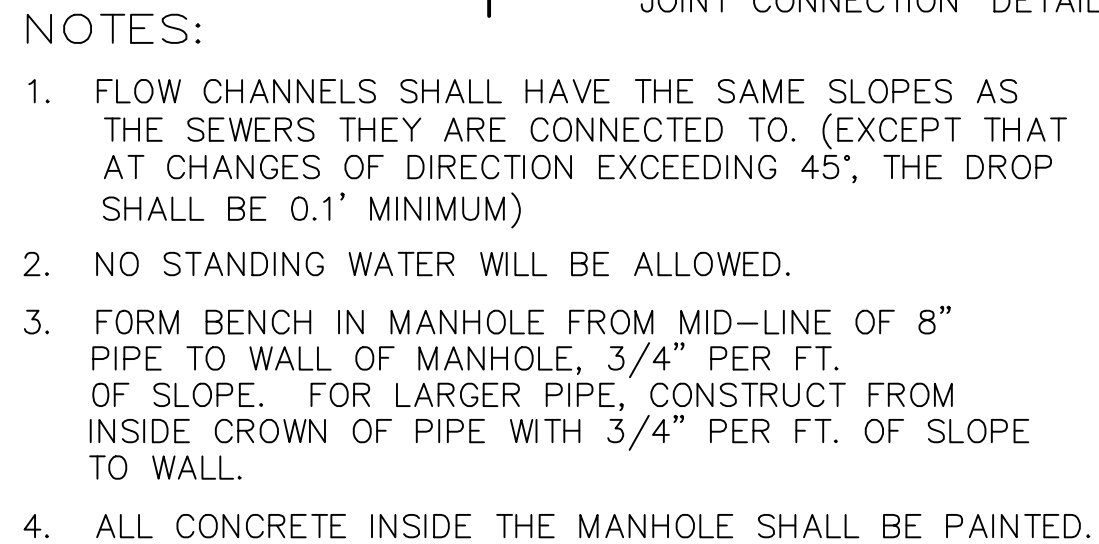 JOINT CONNECTION DETAIL
NOTES:
1. FLOW CHANNELS SHALL HAVE THE SAME SLOPES AS
THE SEWERS THEY ARE CONNECTED TO. (EXCEPT THAT
AT CHANGES OF DIRECTION EXCEEDING 45°, THE DROP
SHALL BE 0.1' MINIMUM)
2. NO STANDING WATER WILL BE ALLOWED.
3. FORM BENCH IN MANHOLE FROM MID–LINE OF 8”
PIPE TO WALL OF MANHOLE, 3/4” PER FT.
OF SLOPE. FOR LARGER PIPE, CONSTRUCT FROM
INSIDE CROWN OF PIPE WITH 3/4” PER FT. OF SLOPE
TO WALL.
4. ALL CONCRETE INSIDE THE MANHOLE SHALL BE PAINTED.